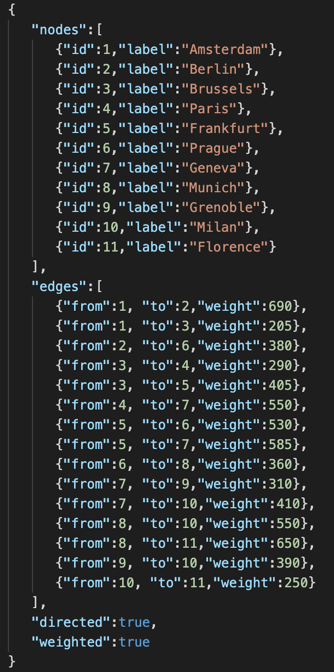 {
"nodes":[
{"id":1,"label":"Amsterdam"},
{"id":2,"label":"Berlin"},
{"id":3,"label":"Brussels"},
{"id":4,"label":"Paris"},
{"id":5,"label":"Frankfurt"},
{"id":6,"label":"Prague"},
{"id":7,"label":"Geneva"},
{"id":8,"label":"Munich"},
{"id":9,"label":"Grenoble"},
{"id":10,"label":"Milan"},
{"id":11,"label":"Florence"}
],
"edges":[
{"from":1, "to":2,"weight":690},
{"from":1, "to":3,"weight":205},
{"from":2, "to":6,"weight":380},
{"from":3, "to":4,"weight":290},
{"from":3, "to":5,"weight":405},
{"from":4, "to":7,"weight":550},
{"from":5, "to":6,"weight":530},
{"from":5, "to":7,"weight":585},
{"from":6, "to":8,"weight":360},
{"from":7, "to":9,"weight":310},
{"from":7, "to":10,"weight":410},
{"from":8, "to":10,"weight":550},
{"from":8, "to":11,"weight":650},
{"from":9, "to":10,"weight":390},
{"from":10, "to":11,"weight":250}
],
"directed":true,
"weighted":true
}